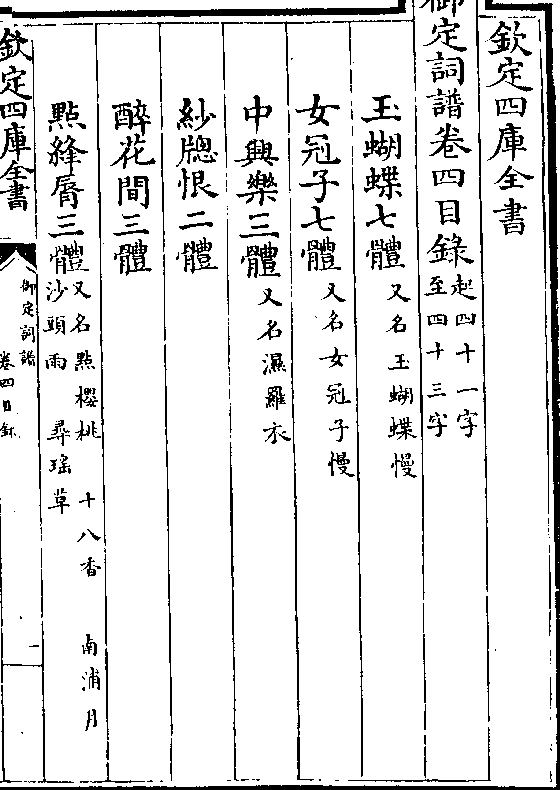 欽定四庫全書
御定詞譜卷四目錄起四十一字
至四十三字
玉蝴蝶七體又名玉蝴蝶慢
女冠子七體又名女冠子慢
中興樂三體又名濕羅衣
紗牕恨二體
醉花間三體
點絳脣三體又名點櫻桃 十八香 南浦月
沙頭雨 尋瑤草
欽定四庫全書
御定詞譜
卷四目錄
一